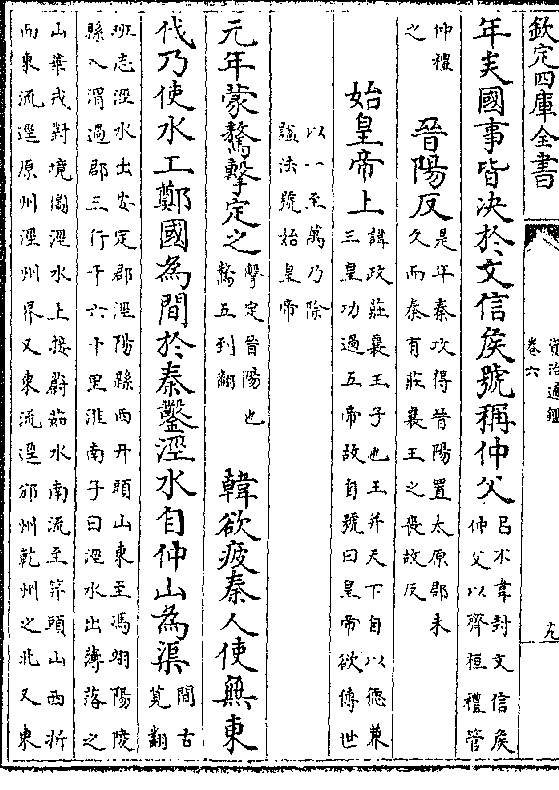 欽定四庫全書
資治通鑑
卷六
年矣國事皆決於文信侯號稱仲父
呂不韋封文信侯
仲父以齊桓禮管
仲禮
之
晉陽反
是年秦攻得晉陽置太原郡未
久而秦有莊襄王之喪故反
始皇帝上
諱政莊襄王子也王并天下自以德兼
三皇功過五帝故自號曰皇帝欲傳世
以一至萬乃除
諡法號始皇帝
元年蒙驁擊定之
擊定晉陽也
驁五到翻
韓欲疲秦人使無東
伐乃使水工鄭國為間於秦鑿涇水自仲山為渠
間古
莧翻
班志涇水出安定郡涇陽縣西幵頭山東至馮翊陽陵
縣入渭過郡三行千六十里淮南子曰涇水出薄落之
山華戎對境圖涇水上接蔚茹水南流至筓頭山西折
而東流逕原州涇州界又東流逕邠州乾州之北又東